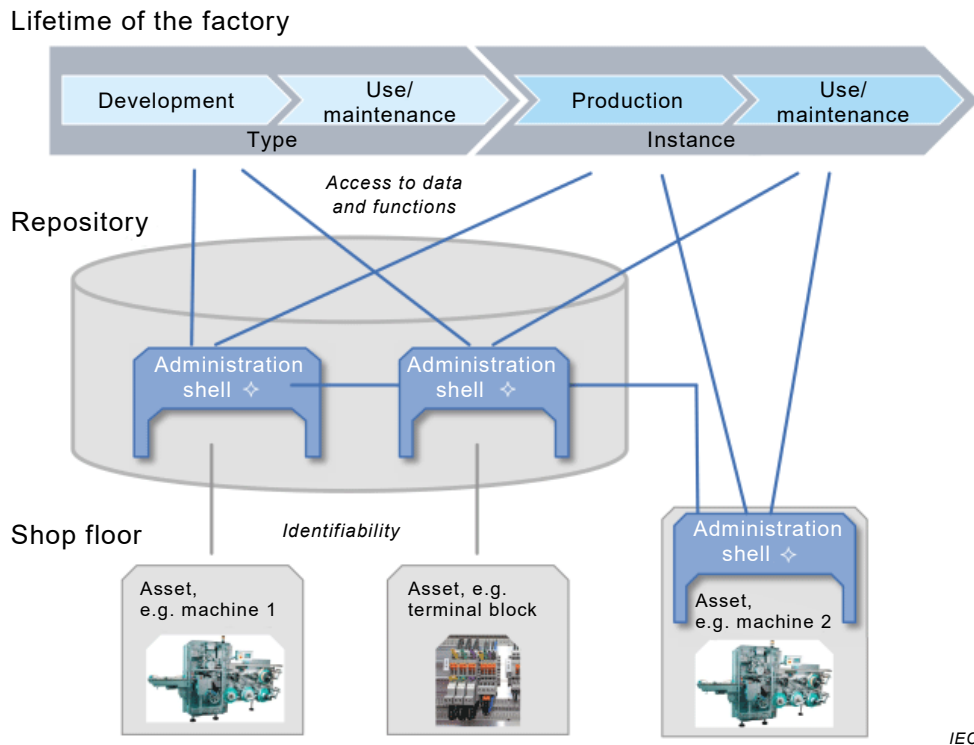 Lifetime of the factory
Development
Use/
maintenance
Production
Use/
maintenance
Type
Instance
Access to data
and functions
Repository
Administration
shell
Administration
shell
Shop floor
Identifiability
Administration
shell
Asset,
e.g. machine 1
Asset, e.g.
terminal block
Asset,
e.g. machine 2
IEC